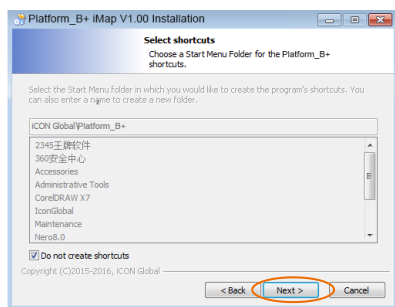 Platform_B+ iMap V1.00 Installation
Select shortcuts
Choose a Start Menu Folder for the Platform_B+
shortcuts.
Select the Start Menu folder in which you would like to create the program's shortcuts. You
can also enter a name to create a new folder.
iCON Global\Platform_B+
2345王牌软件
360安全中心
Accessories
Administrative Tools
CorelDRAW X7
IconGlobal
Maintenance
Nero8.0
Do not create shortcuts
Copyright (C)2015-2016, iCON Global
< Back Next > Cancel